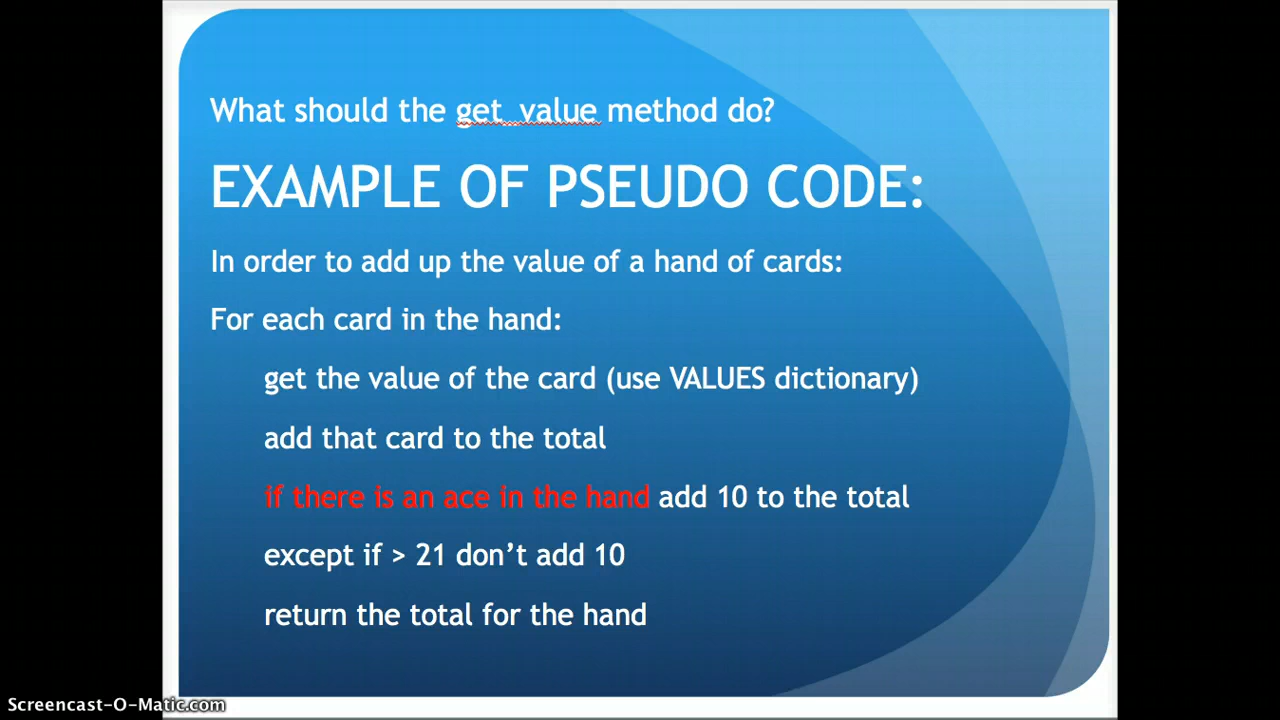 What should the get_value method do?
EXAMPLE OF PSEUDO CODE:
In order to add up the value of a hand of cards:
For each card in the hand:
get the value of the card (use VALUES dictionary)
add that card to the total
if there is an ace in the hand add 10 to the total
except if > 21 don't add 10
return the total for the hand
Screencast-O-Matic.com